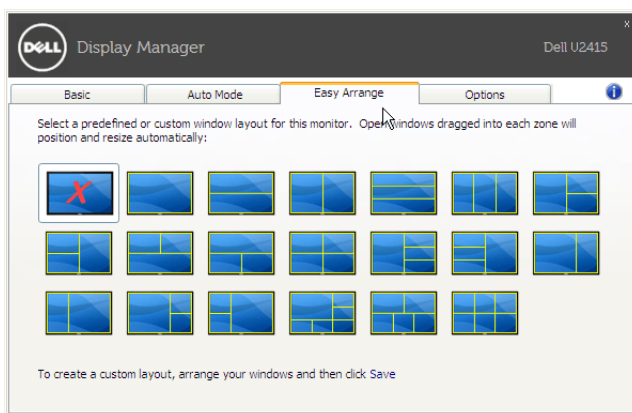 x
DELL Display Manager Dell U2415
Basic Auto Mode Easy Arrange Options i
Select a predefined or custom window layout for this monitor. Open windows dragged into each zone will
position and resize automatically:
X
To create a custom layout, arrange your windows and then click Save